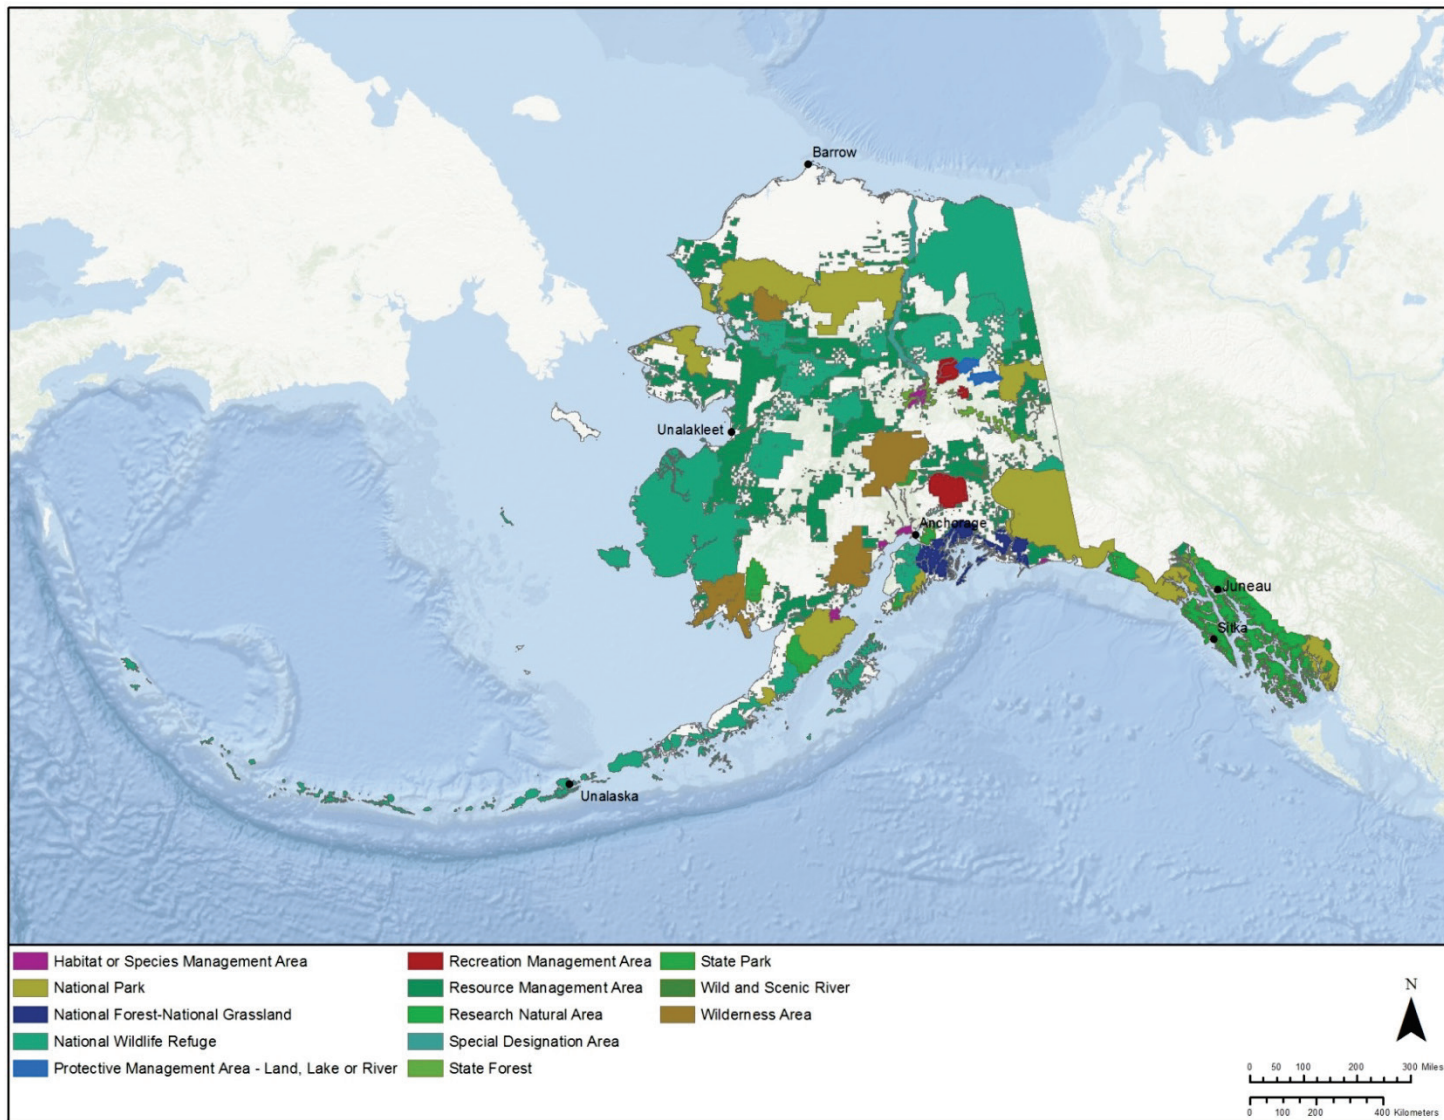 Barrow
Unalakleet
Anchorage
Juneau
Sitka
Unalaska
Habitat or Species Management Area
National Park
National Forest-National Grassland
National Wildlife Refuge
Protective Management Area - Land, Lake or River
Recreation Management Area
Resource Management Area
Research Natural Area
Special Designation Area
State Forest
State Park
Wild and Scenic River
Wilderness Area
N
0 50 100 200 300 Miles
0 100 200 400 Kilometers